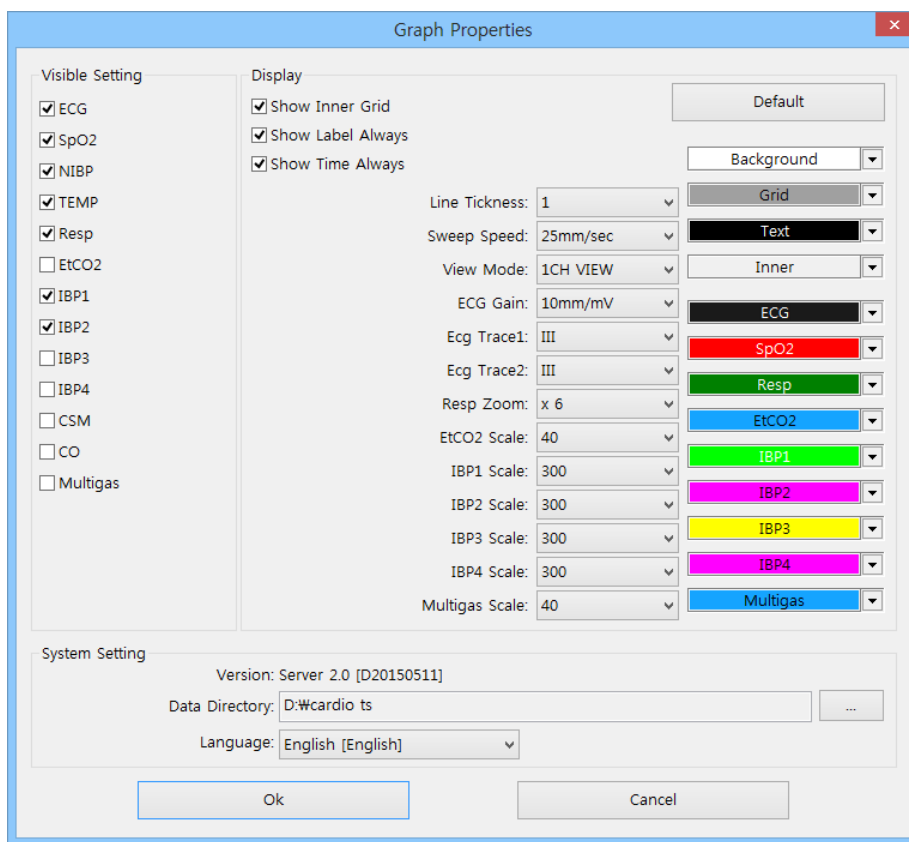 Graph Properties
Visible Setting
ECG
SpO2
NIBP
TEMP
Resp
EtCO2
IBP1
IBP2
IBP3
IBP4
CSM
CO
Multigas
Display
Show Inner Grid
Show Label Always
Show Time Always
Line Tickness: 1
Sweep Speed: 25mm/sec
View Mode: 1CH VIEW
ECG Gain: 10mm/mV
Ecg Trace1: III
Ecg Trace2: III
Resp Zoom: x 6
EtCO2 Scale: 40
IBP1 Scale: 300
IBP2 Scale: 300
IBP3 Scale: 300
IBP4 Scale: 300
Multigas Scale: 40
Default
Background
Grid
Text
Inner
ECG
SpO2
Resp
EtCO2
IBP1
IBP2
IBP3
IBP4
Multigas
System Setting
Version: Server 2.0 [D20150511]
Data Directory: D:₩cardio ts
...
Language: English [English]
Ok
Cancel